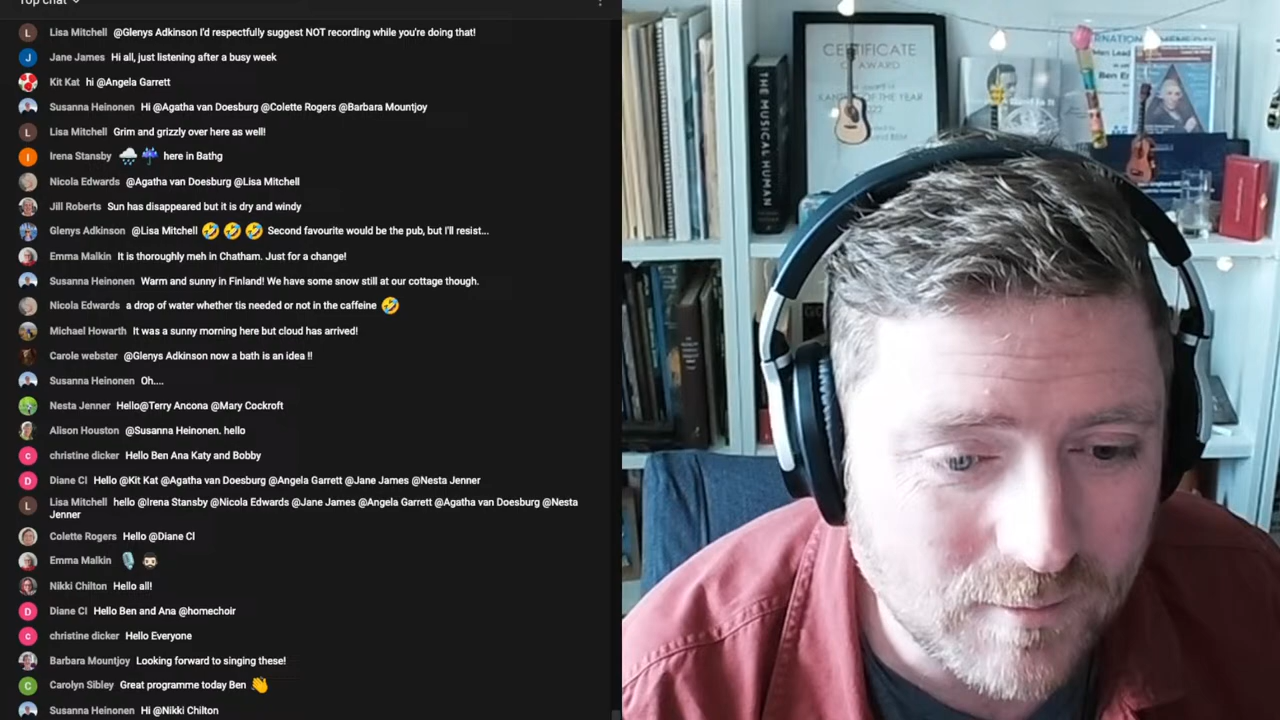 Top chat
Lisa Mitchell @Glenys Adkinson I'd respectfully suggest NOT recording while you're doing that!
J Jane James Hi all, just listening after a busy week
Kit Kat hi @Angela Garrett
Susanna Heinonen Hi @Agatha van Doesburg @Colette Rogers @Barbara Mountjoy
L Lisa Mitchell Grim and grizzly over here as well!
I Irena Stansby 🌧️ ☔ here in Bathg
Nicola Edwards @Agatha van Doesburg @Lisa Mitchell
Jill Roberts Sun has disappeared but it is dry and windy
Glenys Adkinson @Lisa Mitchell 🤣 🤣 🤣 Second favourite would be the pub, but I'll resist...
Emma Malkin It is thoroughly meh in Chatham. Just for a change!
Susanna Heinonen Warm and sunny in Finland! We have some snow still at our cottage though.
Nicola Edwards a drop of water whether tis needed or not in the caffeine 🤣
Michael Howarth It was a sunny morning here but cloud has arrived!
Carole webster @Glenys Adkinson now a bath is an idea !!
Susanna Heinonen Oh....
Nesta Jenner Hello@Terry Ancona @Mary Cockroft
Alison Houston @Susanna Heinonen. hello
c christine dicker Hello Ben Ana Katy and Bobby
D Diane Cl Hello @Kit Kat @Agatha van Doesburg @Angela Garrett @Jane James @Nesta Jenner
L Lisa Mitchell hello @Irena Stansby @Nicola Edwards @Jane James @Angela Garrett @Agatha van Doesburg @Nesta
Jenner
Colette Rogers Hello @Diane Cl
Emma Malkin 🎙️ 🧔🏻
Nikki Chilton Hello all!
D Diane Cl Hello Ben and Ana @homechoir
c christine dicker Hello Everyone
Barbara Mountjoy Looking forward to singing these!
C Carolyn Sibley Great programme today Ben 👏
Susanna Heinonen Hi @Nikki Chilton
THE MUSICAL HUMAN
CERTIFICATE
OF AWARD
OF THE YEAR